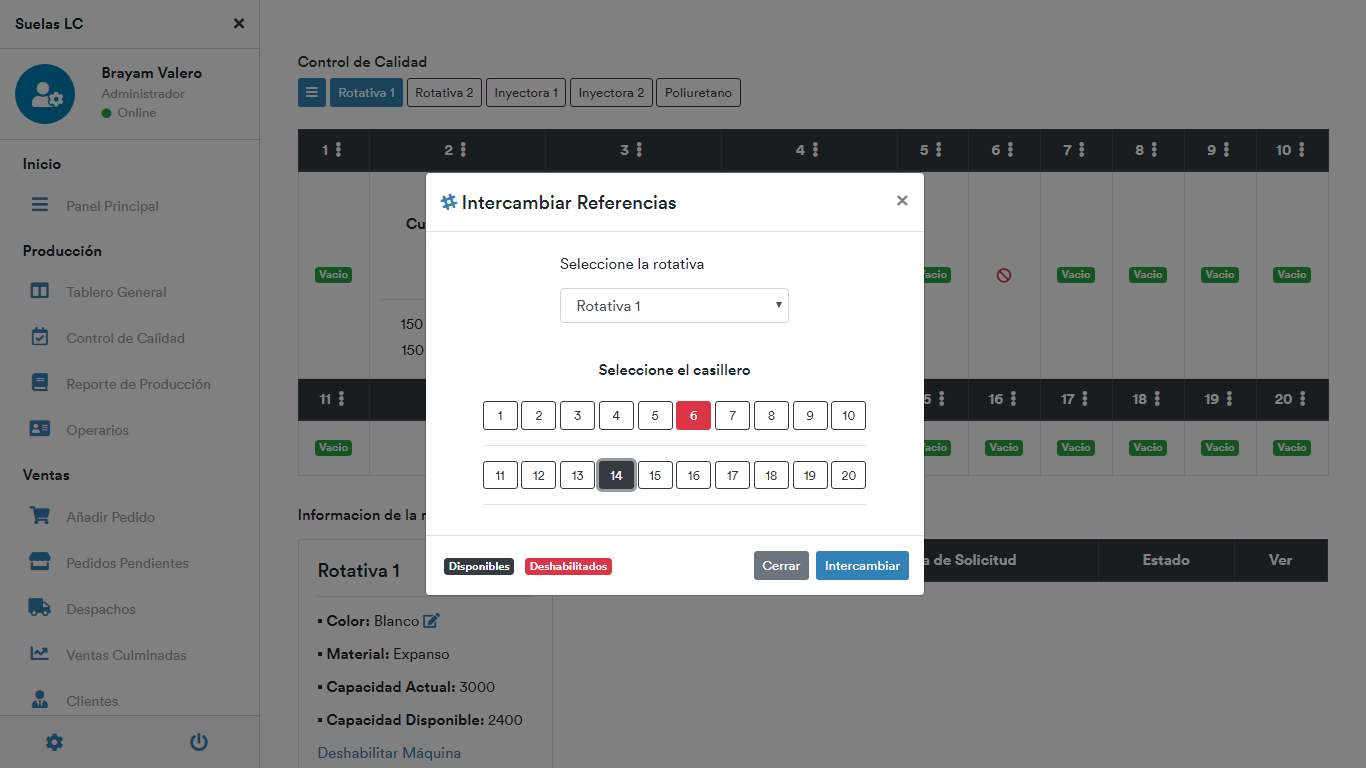 Suelas LC ×
Brayam Valero
Administrador
Online
Inicio
Panel Principal
Producción
Tablero General
Control de Calidad
Reporte de Producción
Operarios
Ventas
Añadir Pedido
Pedidos Pendientes
Despachos
Ventas Culminadas
Clientes
Control de Calidad
Rotativa 1 Rotativa 2 Inyectora 1 Inyectora 2 Poliuretano
1 2 3 4 5 6 7 8 9 10
Cu
Vacio Vacio Vacio Vacio Vacio
150
150
11 16 17 18 19 20
Vacio Vacio Vacio Vacio Vacio Vacio
Informacion de la
a de Solicitud Estado Ver
Rotativa 1
▪ Color: Blanco
▪ Material: Expanso
▪ Capacidad Actual: 3000
▪ Capacidad Disponible: 2400
Deshabilitar Máquina
Intercambiar Referencias ×
Seleccione la rotativa
Rotativa 1
Seleccione el casillero
1 2 3 4 5 6 7 8 9 10
11 12 13 14 15 16 17 18 19 20
Disponibles Deshabilitados Cerrar Intercambiar